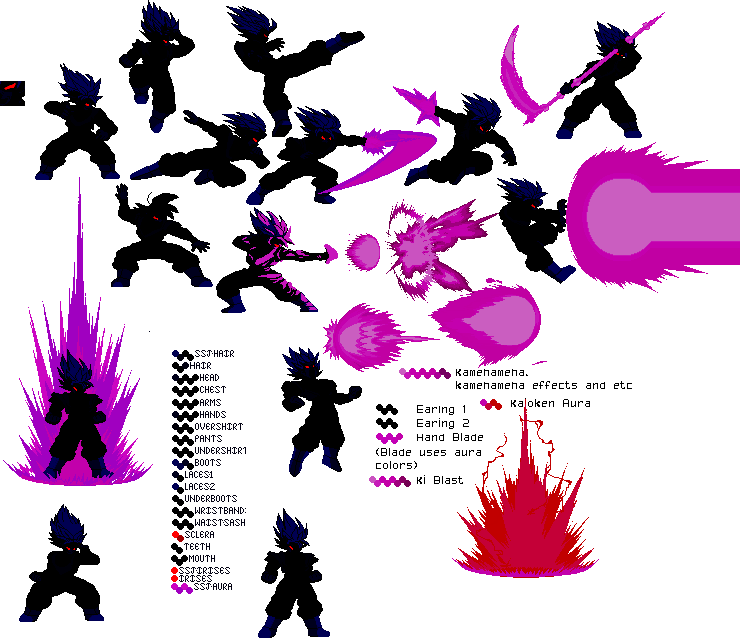 SSJHAIR
HAIR
HEAD
CHEST
ARMS
HANDS
OVERSHIRT
PANTS
UNDERSHIRT
BOOTS
LACES1
LACES2
UNDERBOOTS
WRISTBAND:
WAISTSASH
SCLERA
TEETH
MOUTH
SSJIRISES
IRISES
SSJAURA
Kamehameha,
kamehameha effects and etc
Kaioken Aura
Earing 1
Earing 2
Hand Blade
(Blade uses aura
colors)
Ki Blast